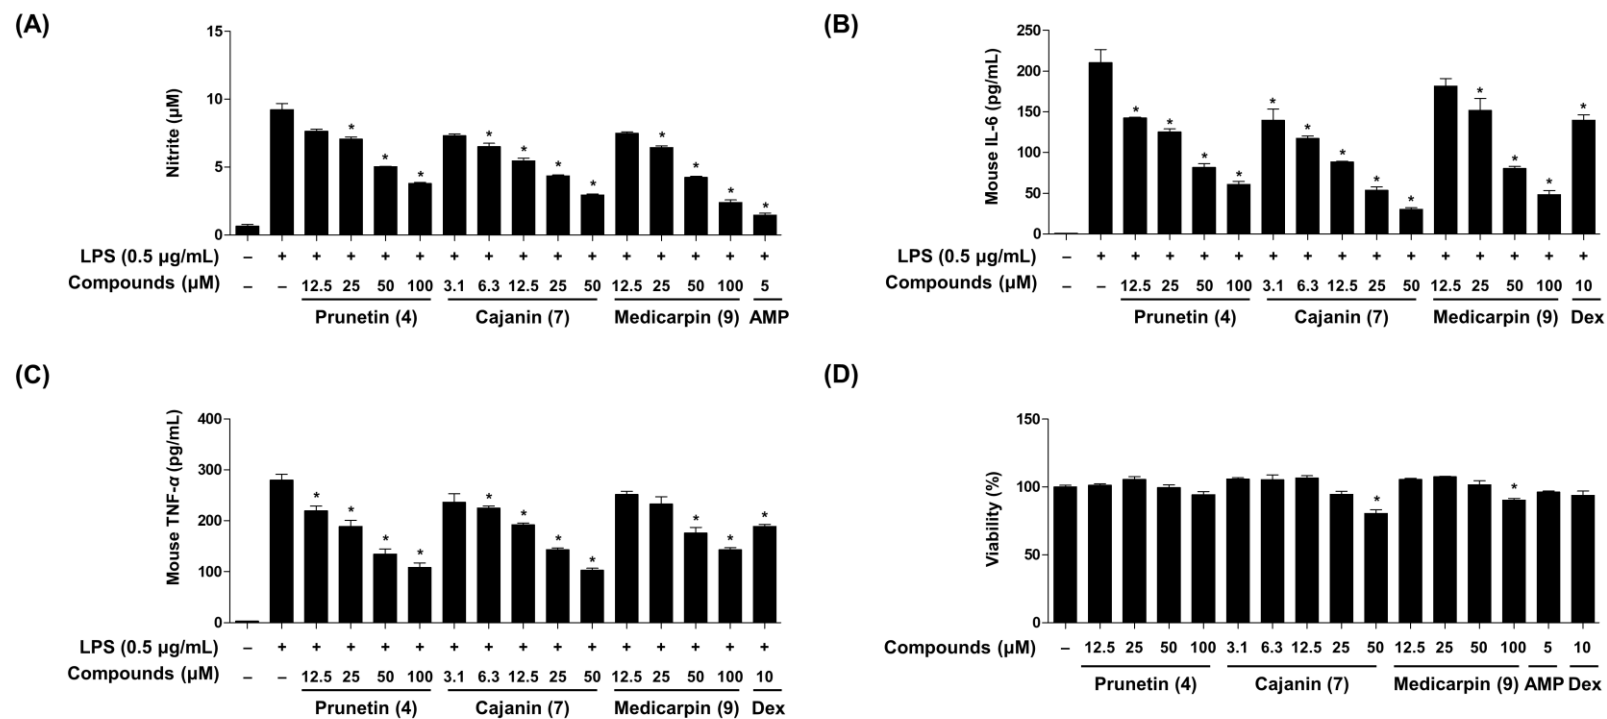 (A)
15
10
5
0
Nitrite (μM)
* * * * * * * * * * *
LPS (0.5 μg/mL) – + + + + + + + + + + + + + + +
Compounds (μM) – – 12.5 25 50 100 3.1 6.3 12.5 25 50 12.5 25 50 100 5
Prunetin (4) Cajanin (7) Medicarpin (9) AMP
(B)
250
200
150
100
50
0
Mouse IL-6 (pg/mL)
* * * * * * * * * * * * *
LPS (0.5 μg/mL) – + + + + + + + + + + + + + + +
Compounds (μM) – – 12.5 25 50 100 3.1 6.3 12.5 25 50 12.5 25 50 100 10
Prunetin (4) Cajanin (7) Medicarpin (9) Dex
(C)
400
300
200
100
0
Mouse TNF-α (pg/mL)
* * * * * * * * * * *
LPS (0.5 μg/mL) – + + + + + + + + + + + + + + +
Compounds (μM) – – 12.5 25 50 100 3.1 6.3 12.5 25 50 12.5 25 50 100 10
Prunetin (4) Cajanin (7) Medicarpin (9) Dex
(D)
150
100
50
0
Viability (%)
* *
Compounds (μM) – 12.5 25 50 100 3.1 6.3 12.5 25 50 12.5 25 50 100 5 10
Prunetin (4) Cajanin (7) Medicarpin (9) AMP Dex